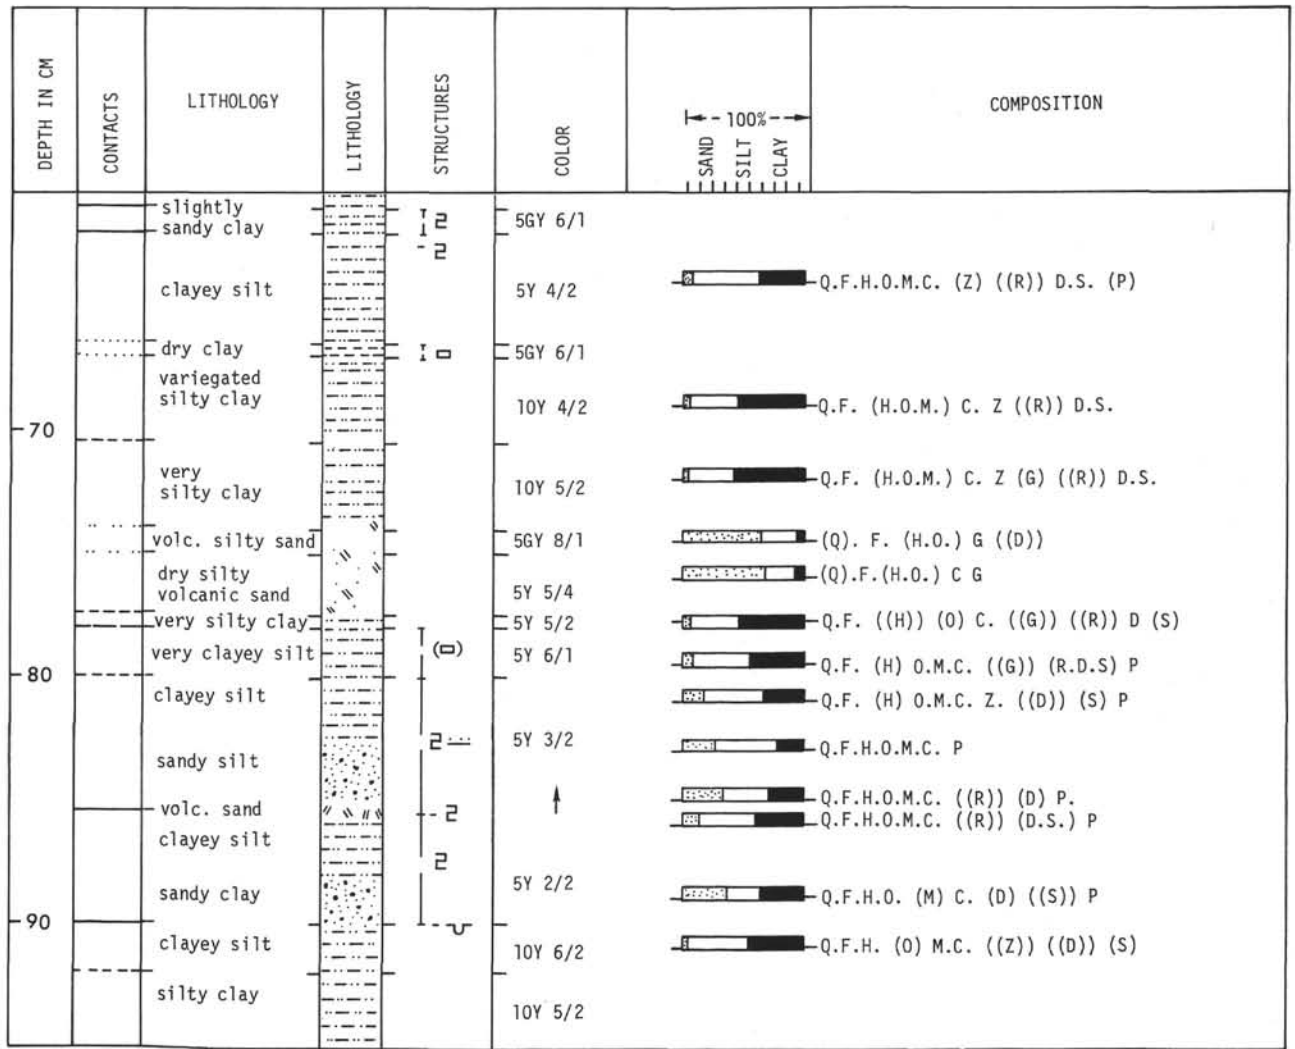 DEPTH IN CM
CONTACTS
LITHOLOGY
LITHOLOGY
STRUCTURES
COLOR
100%
SAND
SILT
CLAY
COMPOSITION
slightly
sandy clay
5GY 6/1
clayey silt
5Y 4/2
Q.F.H.O.M.C. (Z) ((R)) D.S. (P)
dry clay
5GY 6/1
variegated
silty clay
10Y 4/2
Q.F. (H.O.M.) C. Z ((R)) D.S.
70
very
silty clay
10Y 5/2
Q.F. (H.O.M.) C. Z (G) ((R)) D.S.
volc. silty sand
5GY 8/1
(Q). F. (H.O.) G ((D))
dry silty
volcanic sand
5Y 5/4
(Q).F.(H.O.) C G
very silty clay
5Y 5/2
Q.F. ((H)) (O) C. ((G)) ((R)) D (S)
very clayey silt
5Y 6/1
Q.F. (H) O.M.C. ((G)) (R.D.S) P
80
clayey silt
Q.F. (H) O.M.C. Z. ((D)) (S) P
5Y 3/2
Q.F.H.O.M.C. P
sandy silt
Q.F.H.O.M.C. ((R)) (D) P.
volc. sand
Q.F.H.O.M.C. ((R)) (D.S.) P
clayey silt
5Y 2/2
sandy clay
Q.F.H.O. (M) C. (D) ((S)) P
90
clayey silt
10Y 6/2
Q.F.H. (O) M.C. ((Z)) ((D)) (S)
silty clay
10Y 5/2